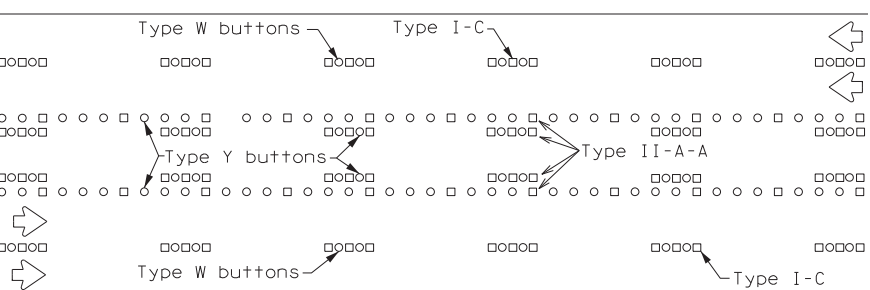 Type W buttons
Type I-C
Type Y buttons
Type II-A-A
Type W buttons
Type I-C